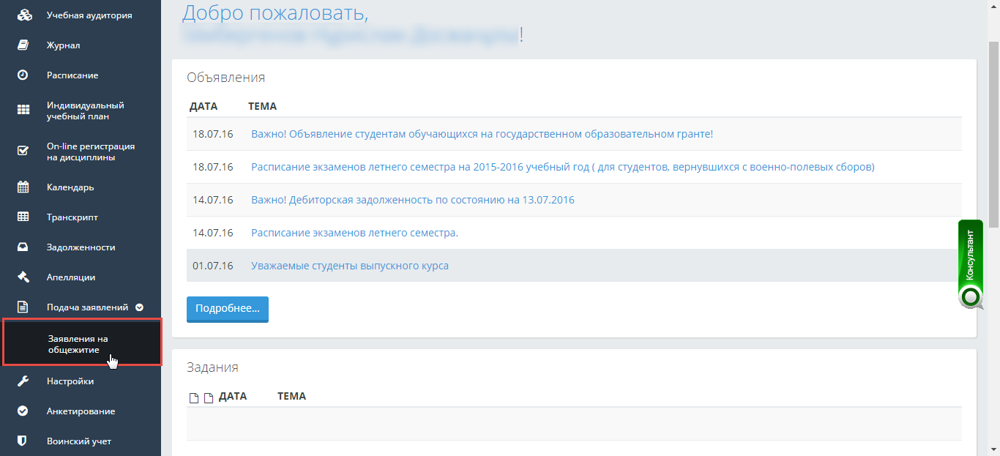 Учебная аудитория
Журнал
Расписание
Индивидуальный
учебный план
On-line регистрация
на дисциплины
Календарь
Транскрипт
Задолженности
Апелляции
Подача заявлений
Заявления на
общежитие
Настройки
Анкетирование
Воинский учет
Добро пожаловать,
!
Объявления
ДАТА ТЕМА
18.07.16 Важно! Объявление студентам обучающихся на государственном образовательном гранте!
18.07.16 Расписание экзаменов летнего семестра на 2015-2016 учебный год ( для студентов, вернувшихся с военно-полевых сборов)
14.07.16 Важно! Дебиторская задолженность по состоянию на 13.07.2016
14.07.16 Расписание экзаменов летнего семестра.
01.07.16 Уважаемые студенты выпускного курса
Подробнее...
Задания
ДАТА ТЕМА
Консультант